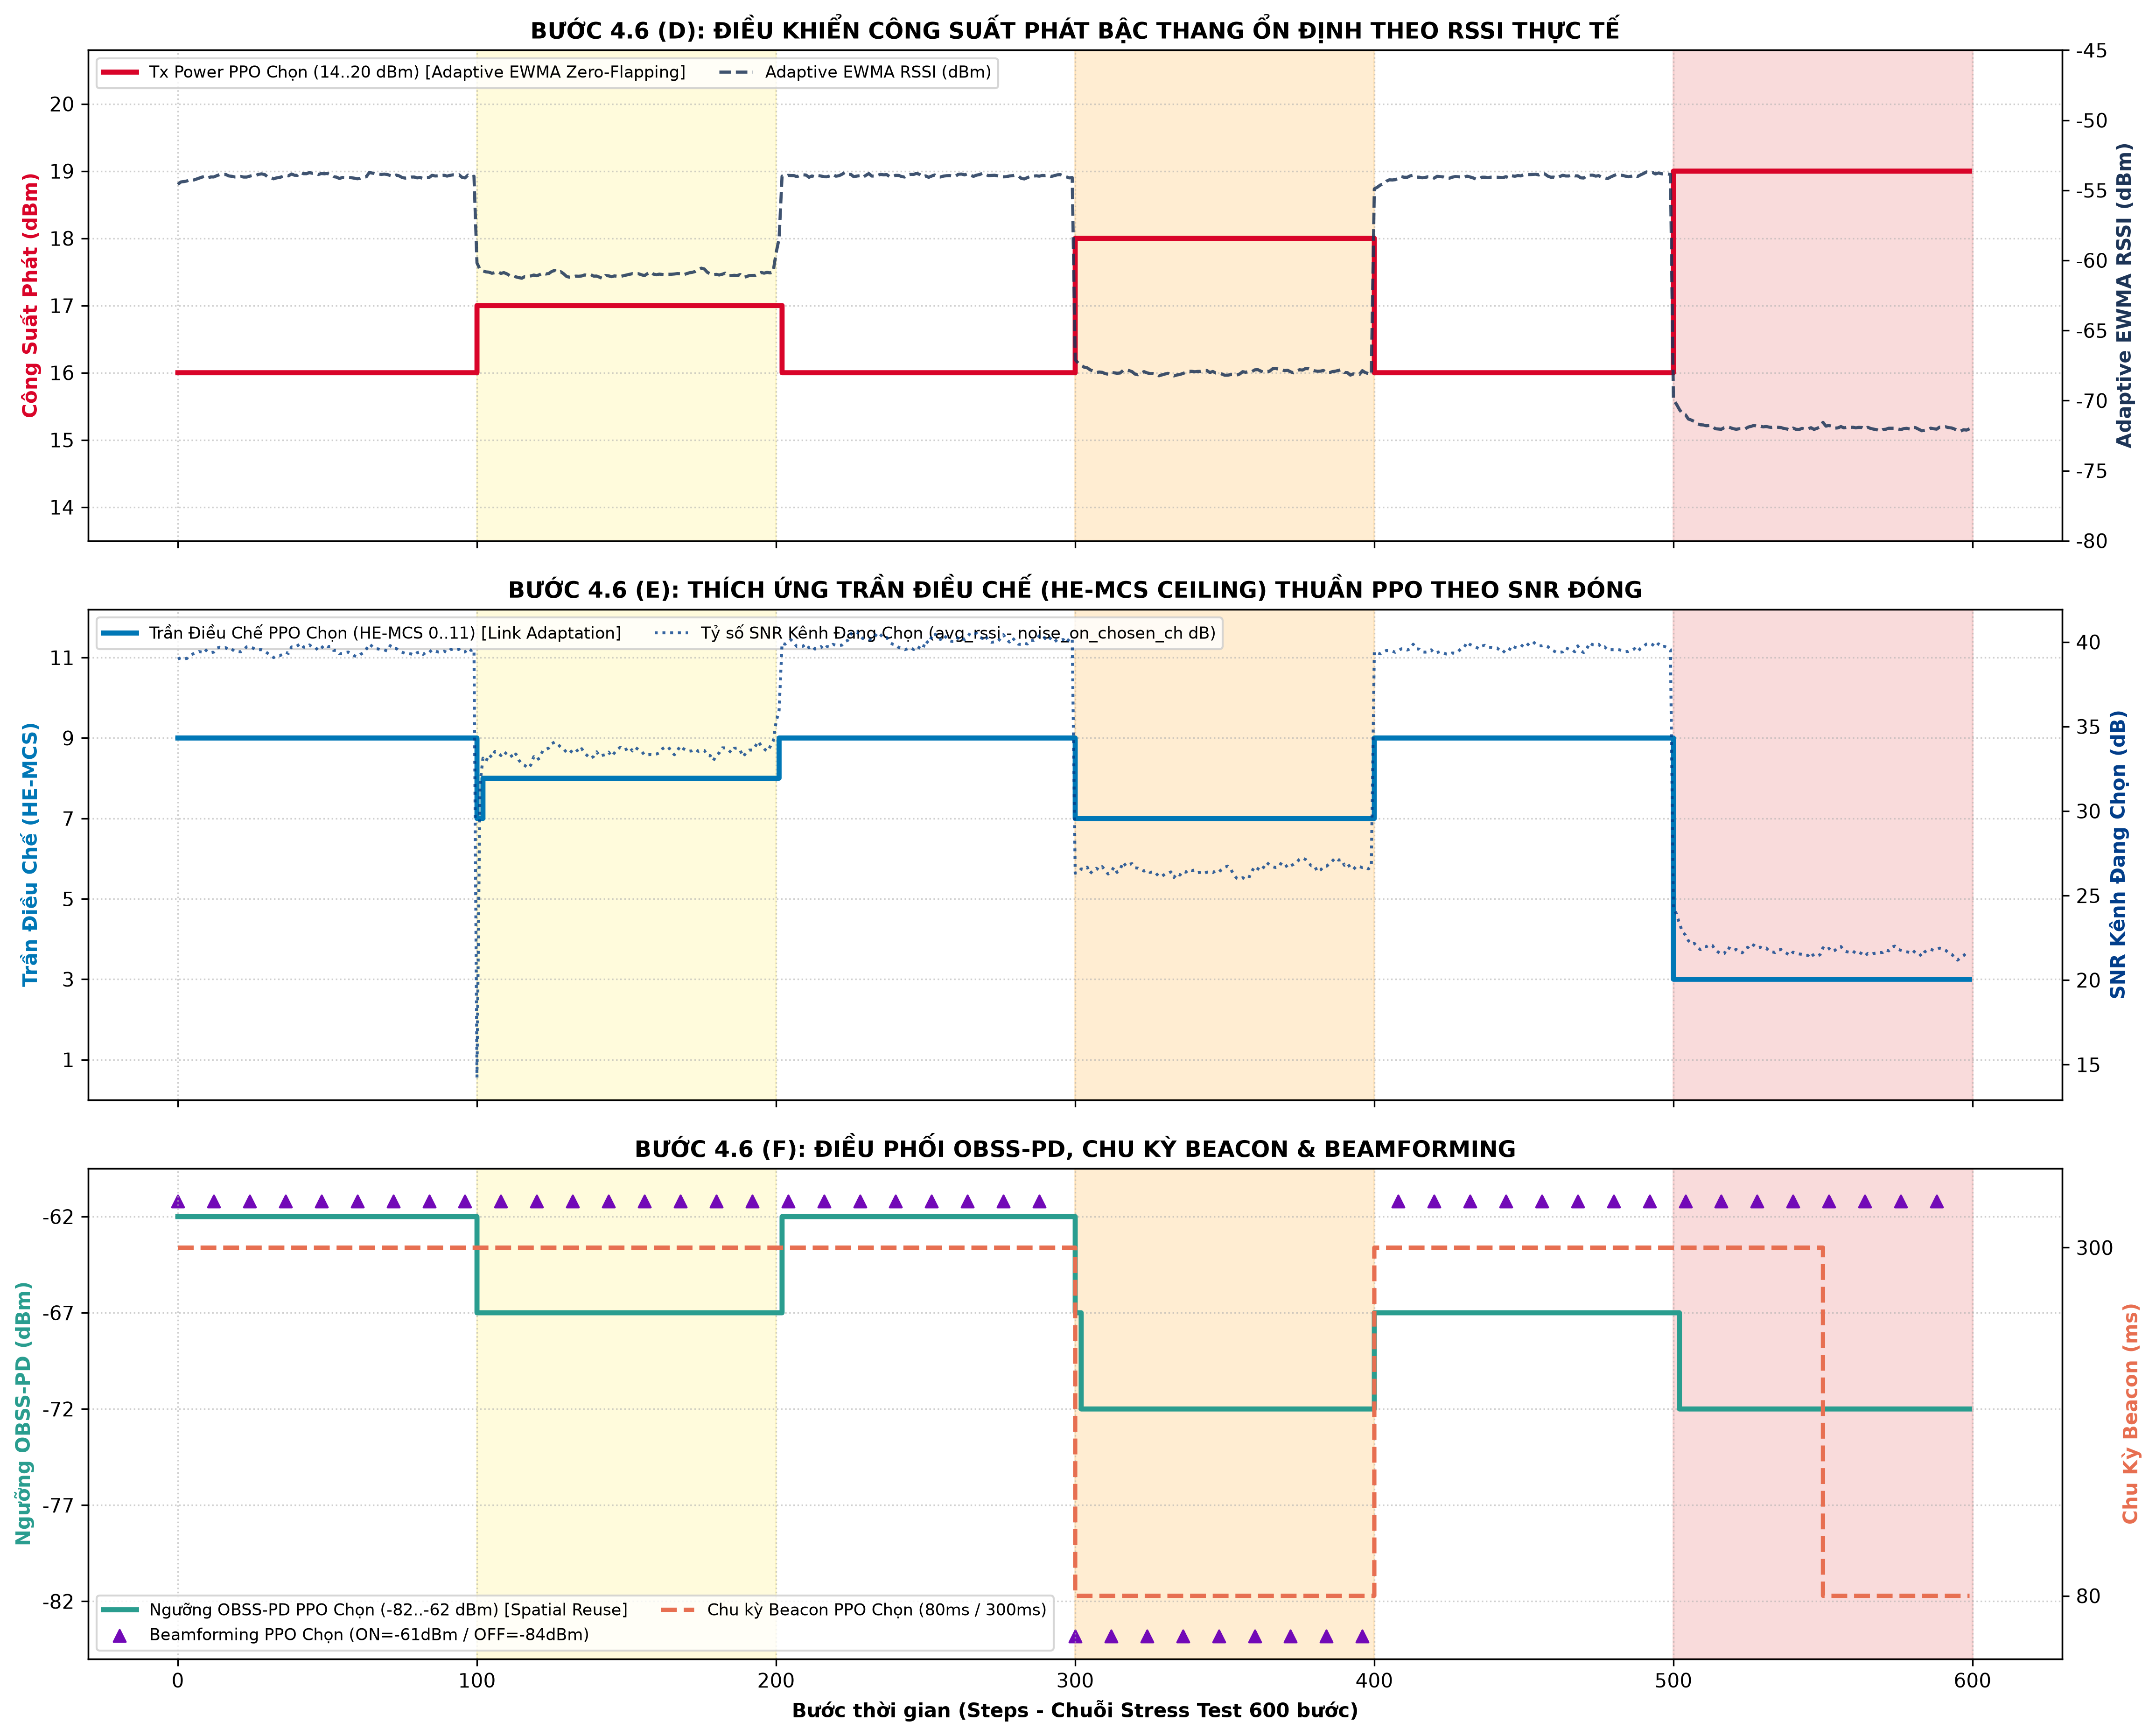 BƯỚC 4.6 (D): ĐIỀU KHIỂN CÔNG SUẤT PHÁT BẬC THANG ỔN ĐỊNH THEO RSSI THỰC TẾ
Tx Power PPO Chọn (14..20 dBm) [Adaptive EWMA Zero-Flapping]
Adaptive EWMA RSSI (dBm)
Công Suất Phát (dBm)
20
19
18
17
16
15
14
-45
-50
-55
-60
-65
-70
-75
-80
Adaptive EWMA RSSI (dBm)
BƯỚC 4.6 (E): THÍCH ỨNG TRẦN ĐIỀU CHẾ (HE-MCS CEILING) THUẦN PPO THEO SNR ĐÓNG
Trần Điều Chế PPO Chọn (HE-MCS 0..11) [Link Adaptation]
Tỷ số SNR Kênh Đang Chọn (avg_rssi - noise_on_chosen_ch dB)
Trần Điều Chế (HE-MCS)
11
9
7
5
3
1
40
35
30
25
20
15
SNR Kênh Đang Chọn (dB)
BƯỚC 4.6 (F): ĐIỀU PHỐI OBSS-PD, CHU KỲ BEACON & BEAMFORMING
Ngưỡng OBSS-PD (dBm)
-62
-67
-72
-77
-82
300
80
Chu Kỳ Beacon (ms)
Ngưỡng OBSS-PD PPO Chọn (-82..-62 dBm) [Spatial Reuse]
Beamforming PPO Chọn (ON=-61dBm / OFF=-84dBm)
Chu kỳ Beacon PPO Chọn (80ms / 300ms)
0
100
200
300
400
500
600
Bước thời gian (Steps - Chuỗi Stress Test 600 bước)